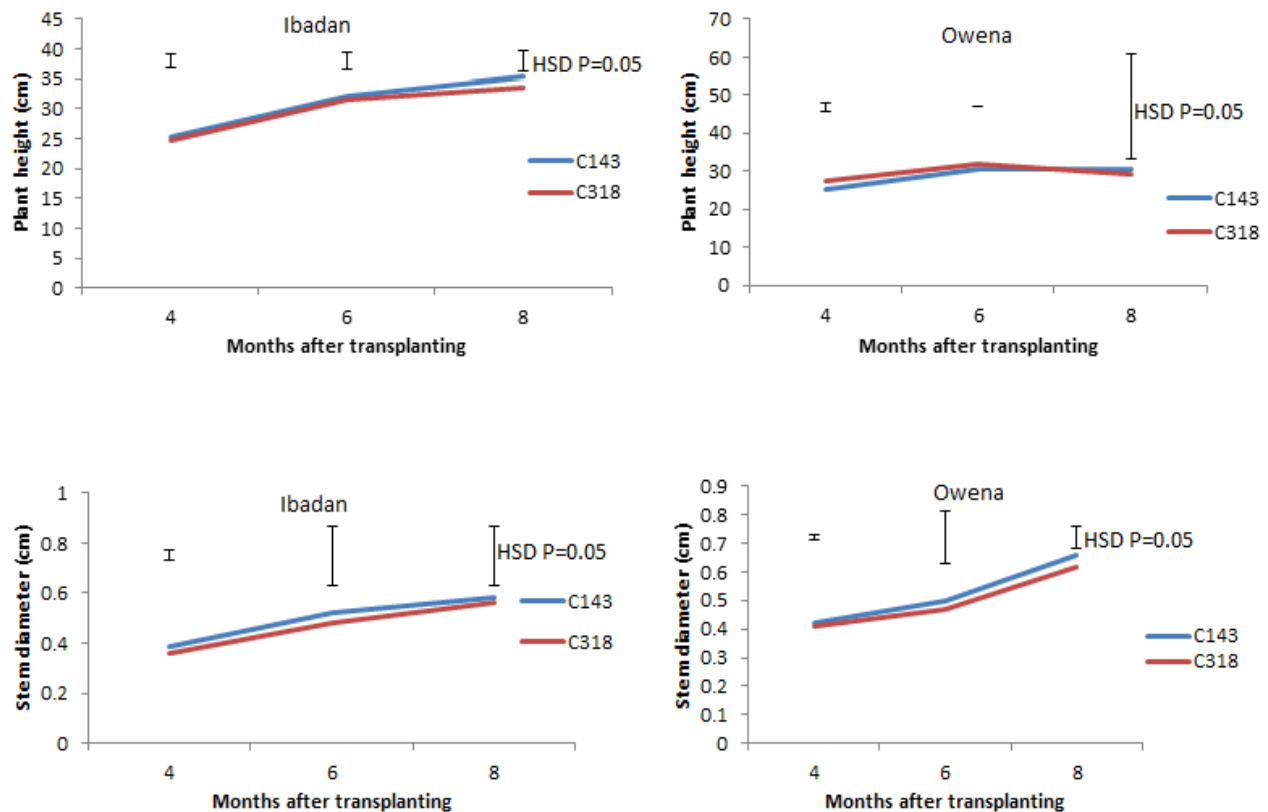 Ibadan
Plant height (cm)
45
40
35
30
25
20
15
10
5
0
HSD P=0.05
C143
C318
4 6 8
Months after transplanting
Owena
Plant height (cm)
70
60
50
40
30
20
10
0
HSD P=0.05
C143
C318
4 6 8
Months after transplanting
Ibadan
Stem diameter (cm)
1
0.8
0.6
0.4
0.2
0
HSD P=0.05
C143
C318
4 6 8
Months after transplanting
Owena
Stem diameter (cm)
0.9
0.8
0.7
0.6
0.5
0.4
0.3
0.2
0.1
0
HSD P=0.05
C143
C318
4 6 8
Months after transplanting